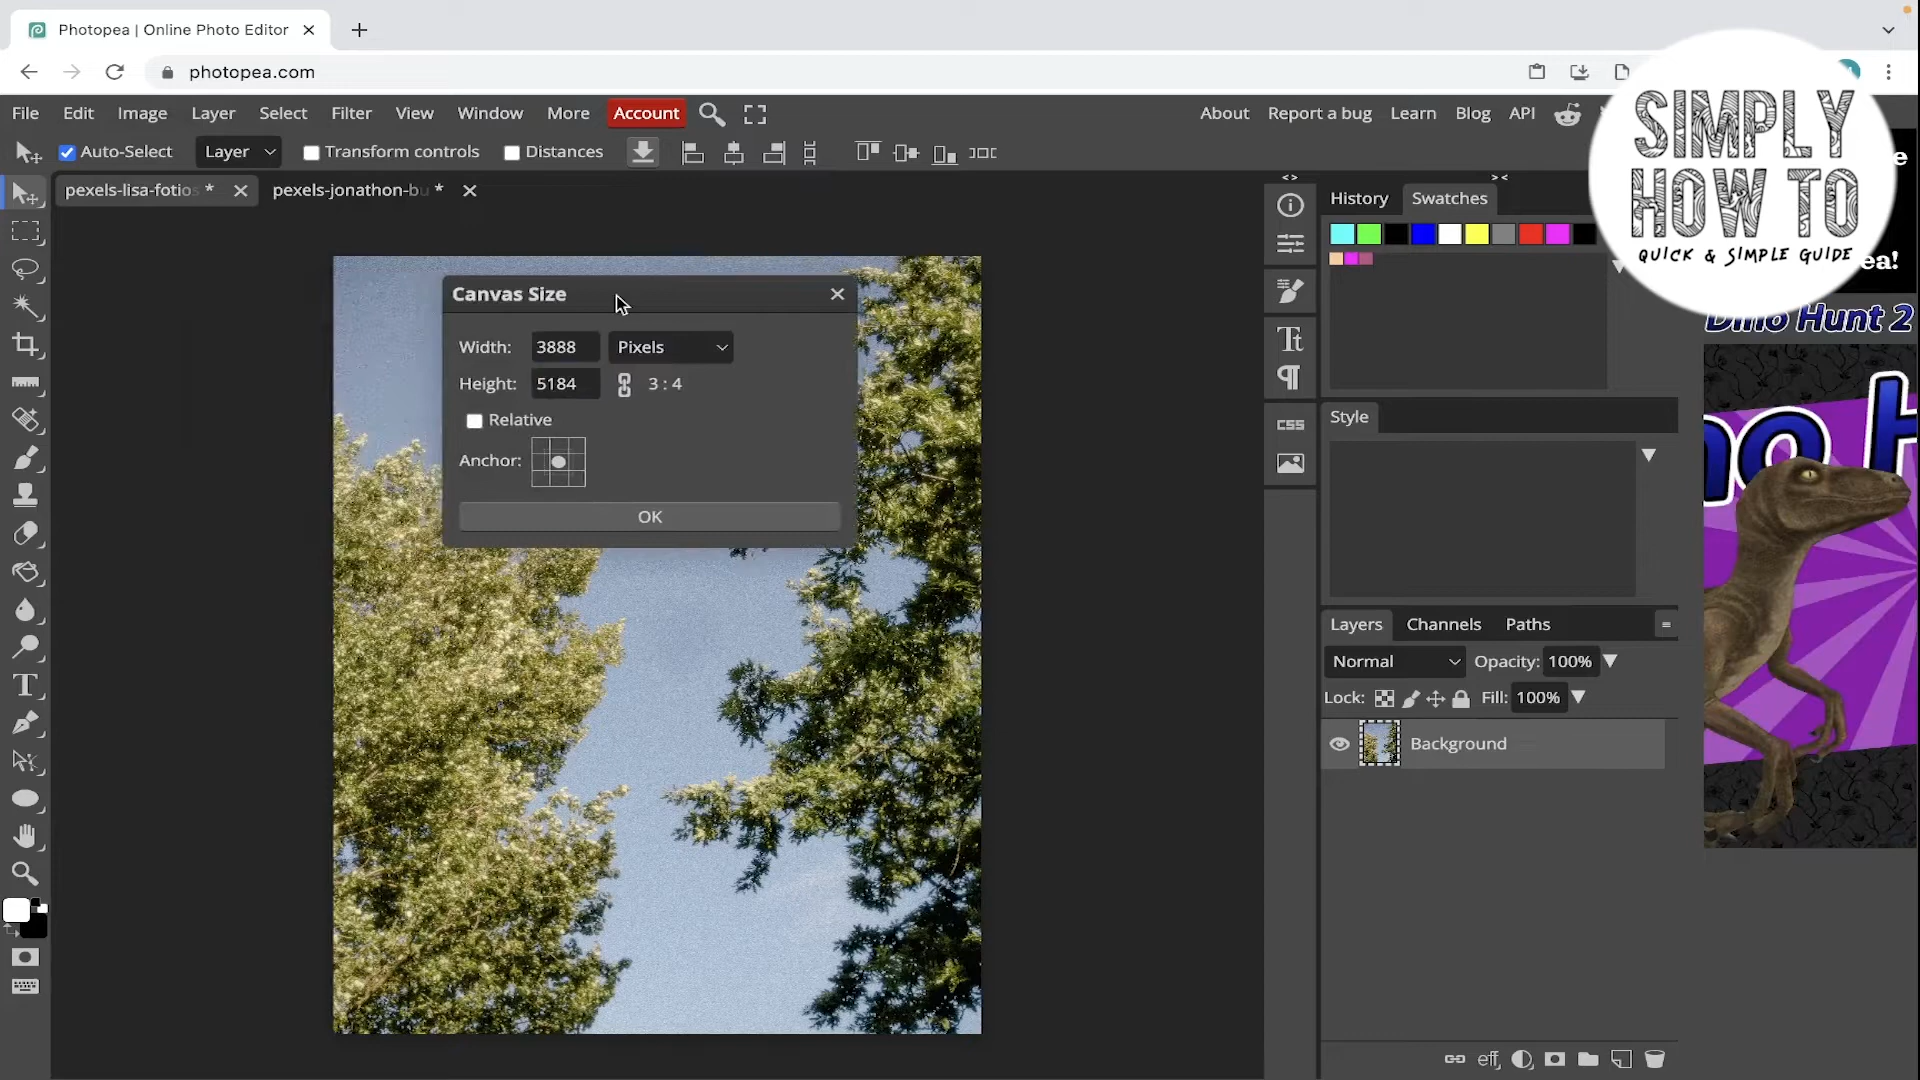 Photopea | Online Photo Editor
photopea.com
File Edit Image Layer Select Filter View Window More Account
About Report a bug Learn Blog API
Auto-Select Layer Transform controls Distances
pexels-lisa-fotios * pexels-jonathon-bu *
SIMPLY
HOW TO
QUICK & SIMPLE GUIDE
ea!
Dino Hunt 2
History Swatches
Canvas Size
Width: 3888 Pixels
Height: 5184 3 : 4
Relative
Anchor:
OK
CSS
Style
Layers Channels Paths
Normal Opacity: 100%
Lock: Fill: 100%
Background
eff